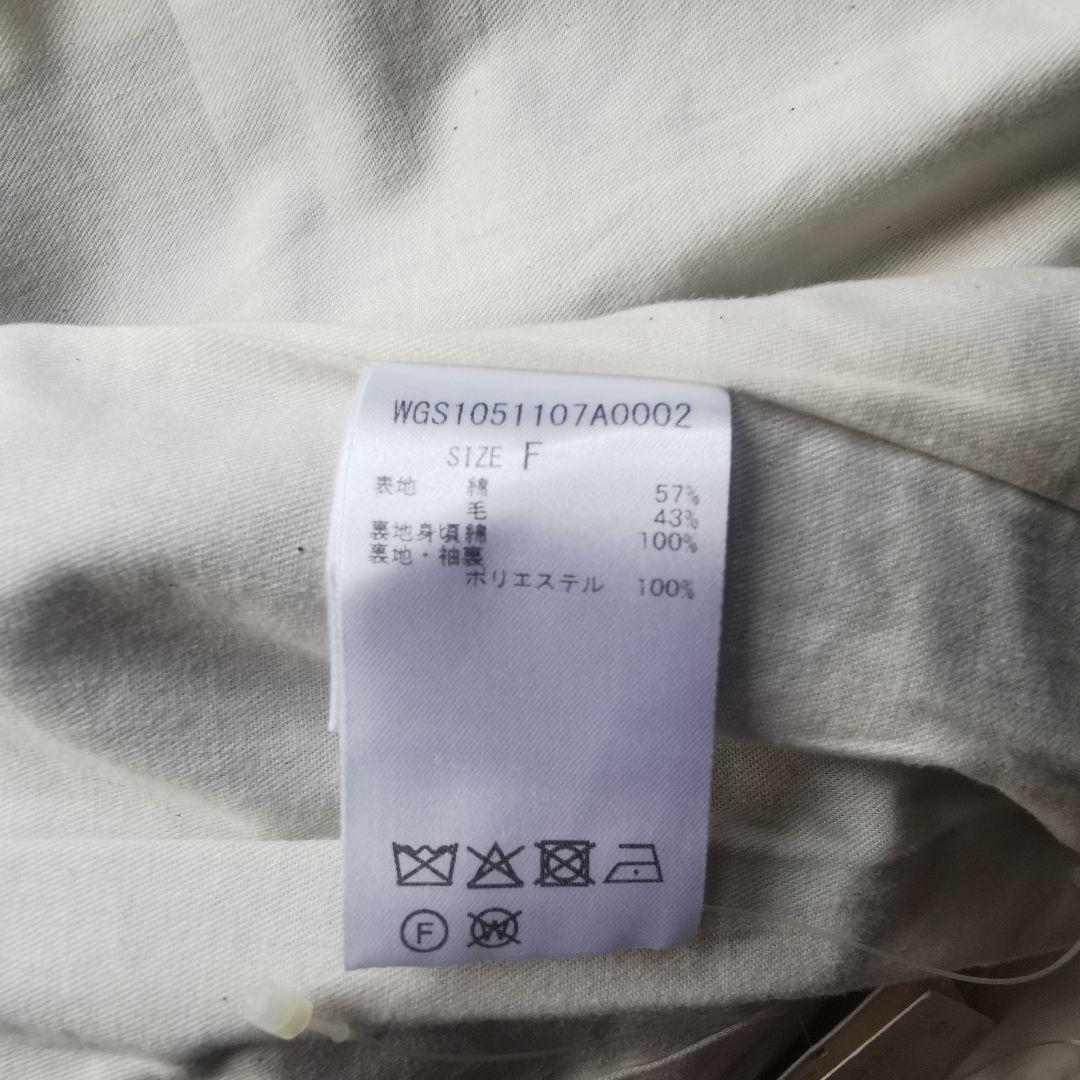 WGS1051107A0002
SIZE F
表地 綿 57%
毛 43%
裏地身頃綿 100%
裏地・袖裏
ポリエステル 100%
F
W